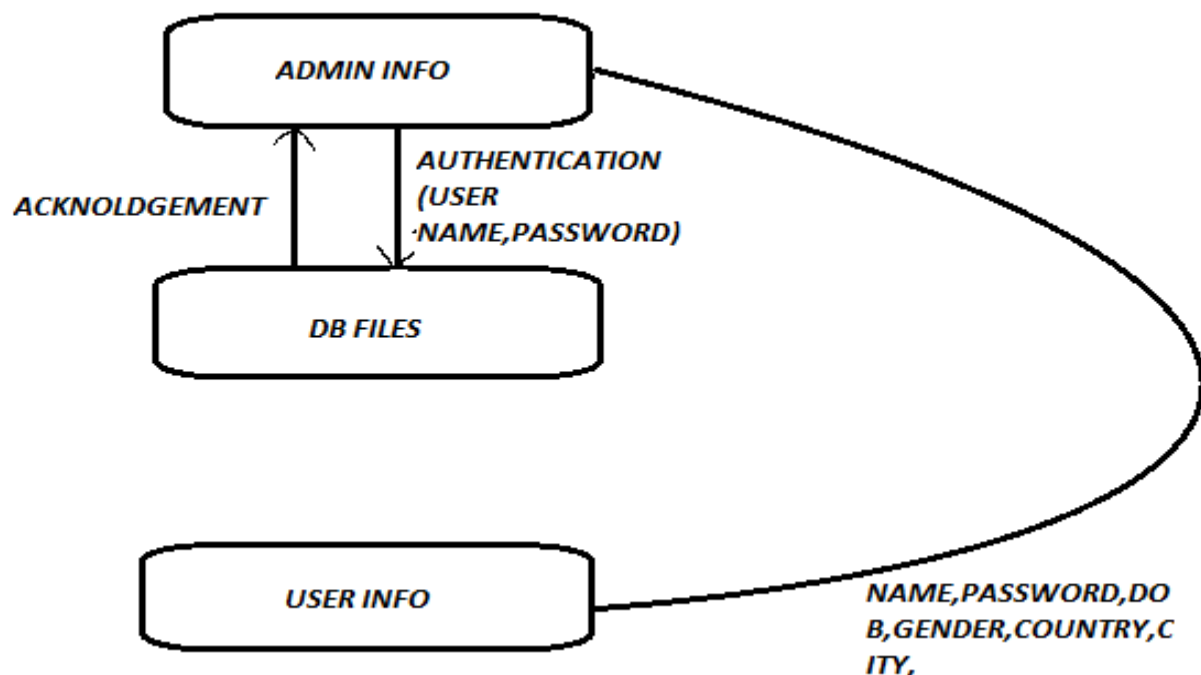 ADMIN INFO
AUTHENTICATION
(USER
NAME,PASSWORD)
ACKNOLDGEMENT
DB FILES
USER INFO
NAME,PASSWORD,DO
B,GENDER,COUNTRY,C
ITY,